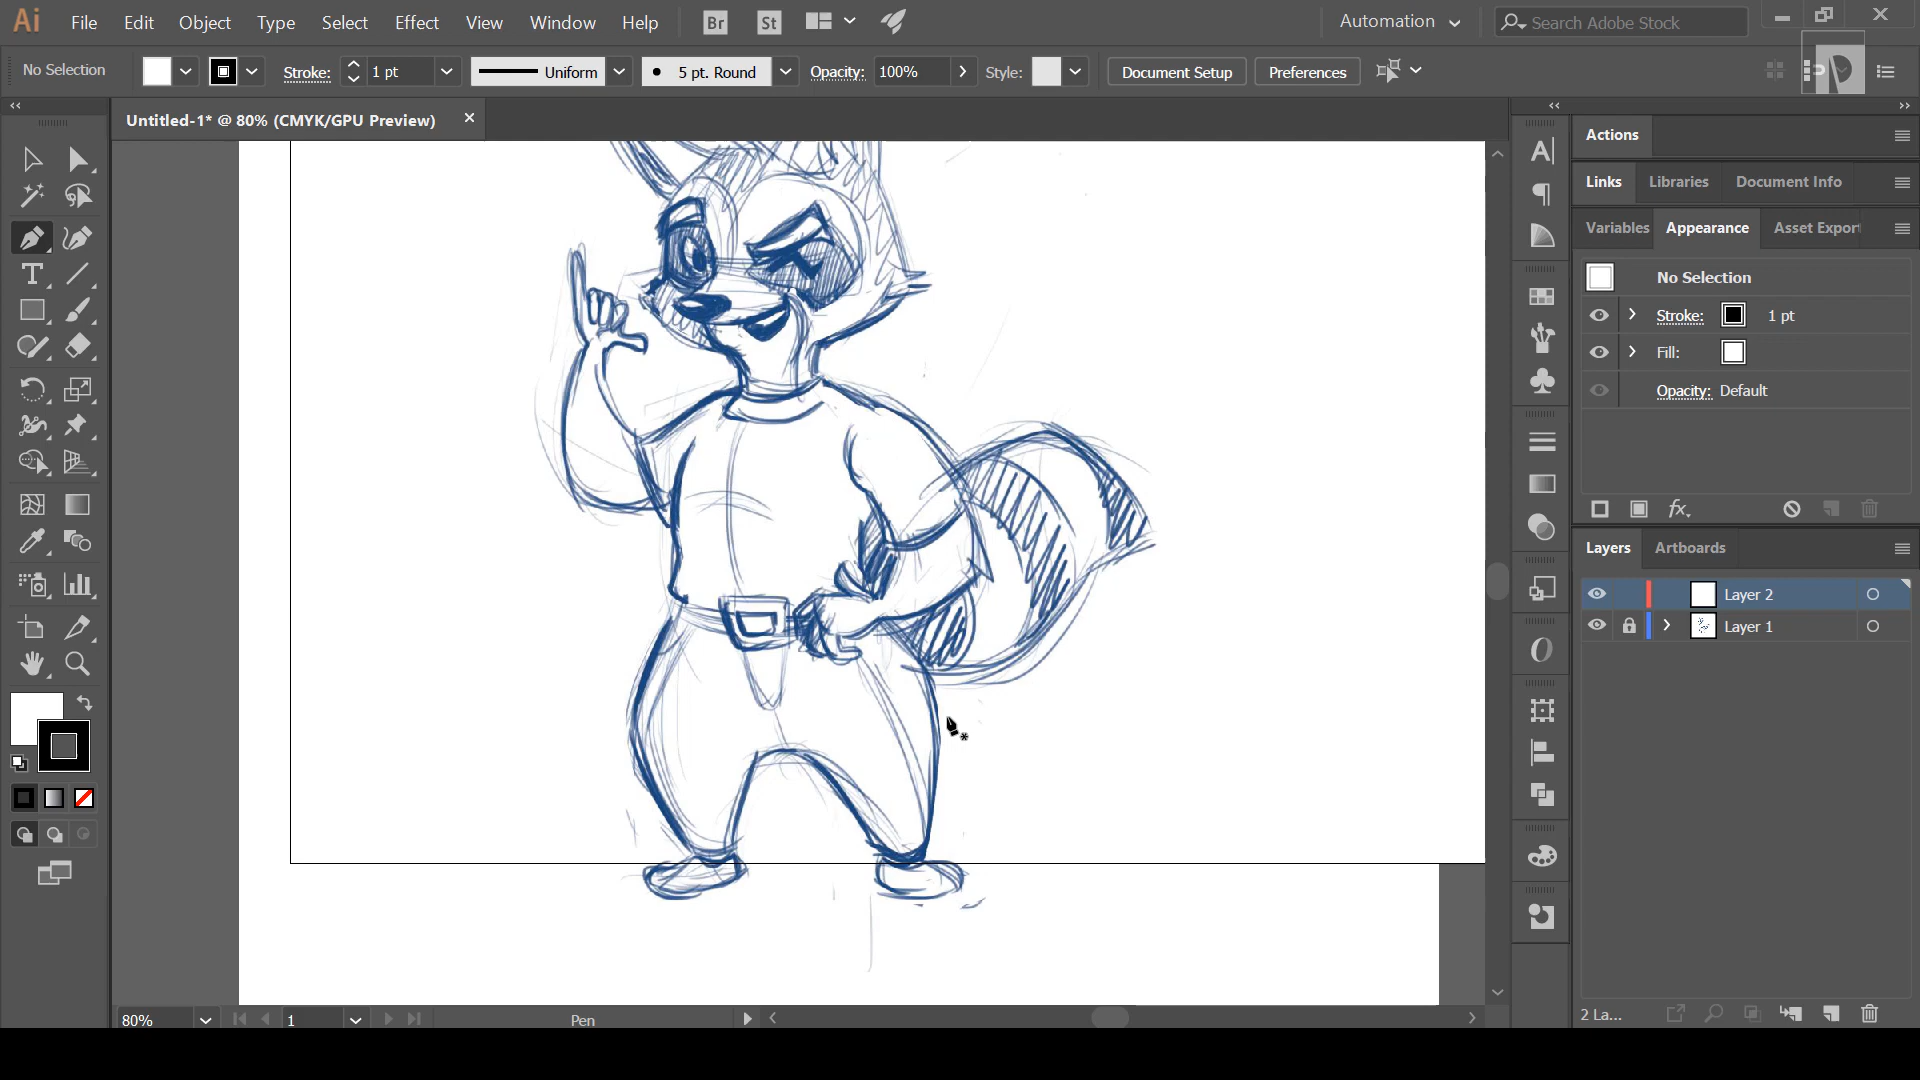 Ai File Edit Object Type Select Effect View Window Help Br St Automation Search Adobe Stock
No Selection Stroke: 1 pt Uniform 5 pt. Round Opacity: 100% Style: Document Setup Preferences
Untitled-1* @ 80% (CMYK/GPU Preview)
Actions
Links Libraries Document Info
Variables Appearance Asset Export
No Selection
Stroke: 1 pt
Fill:
Opacity: Default
fx.
Layers Artboards
Layer 2
Layer 1
80% 1 Pen
2 La...